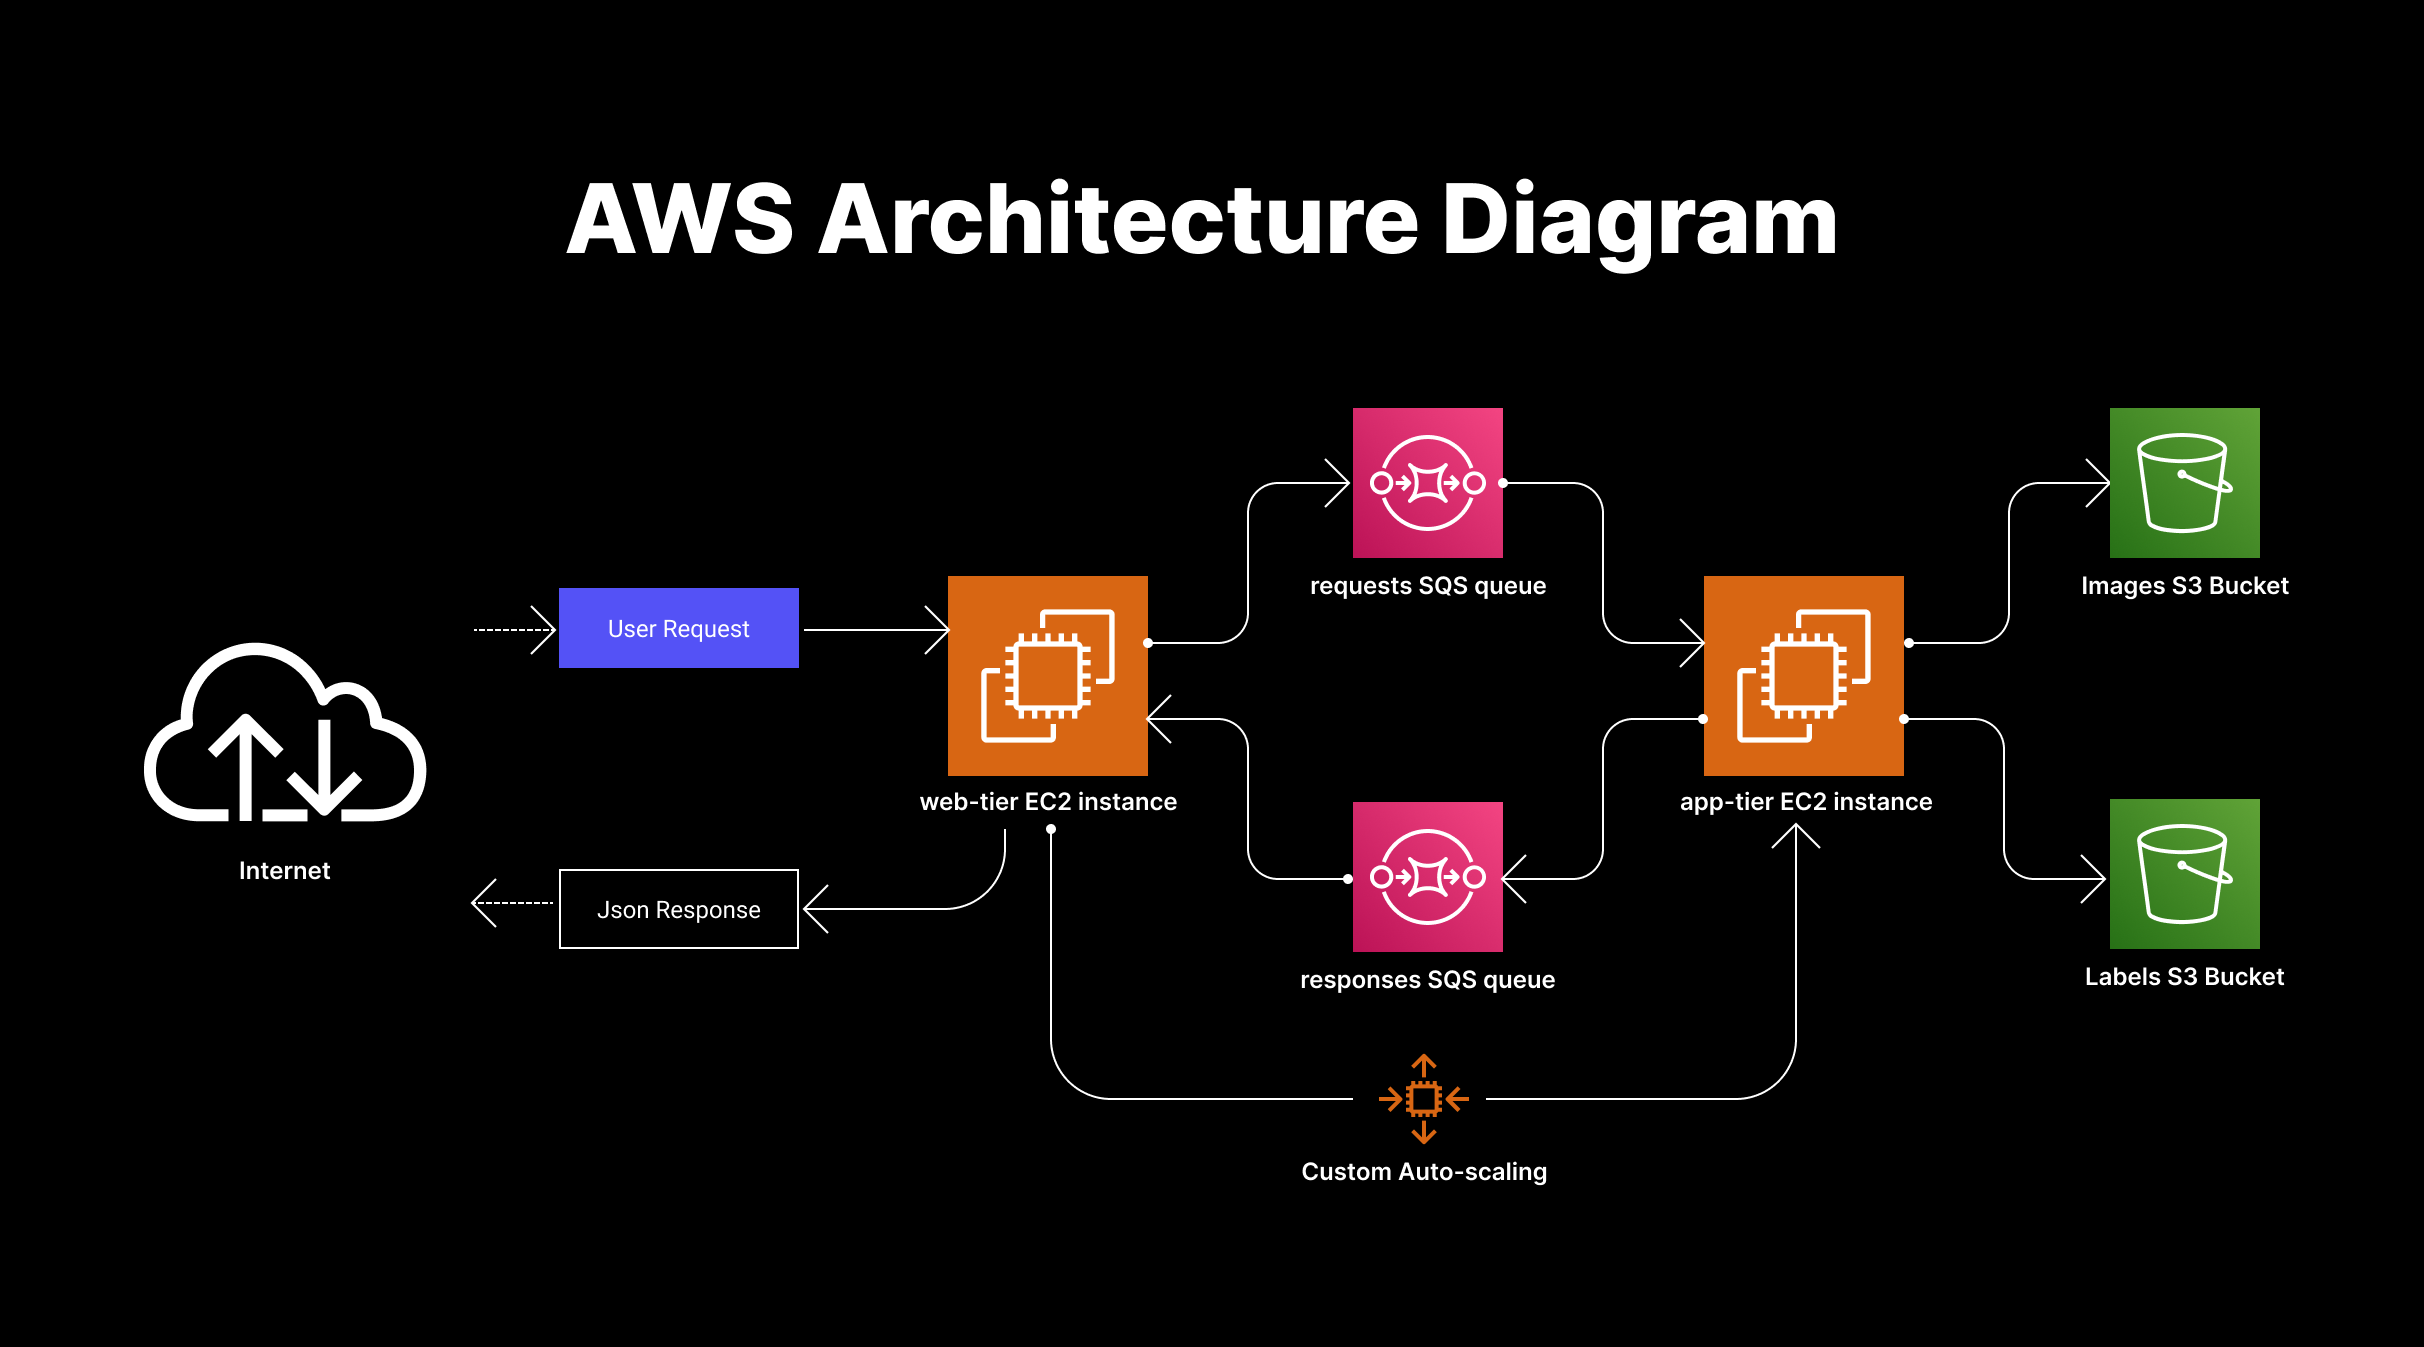 AWS Architecture Diagram
requests SQS queue
Images S3 Bucket
User Request
web-tier EC2 instance
app-tier EC2 instance
Internet
Json Response
responses SQS queue
Labels S3 Bucket
Custom Auto-scaling